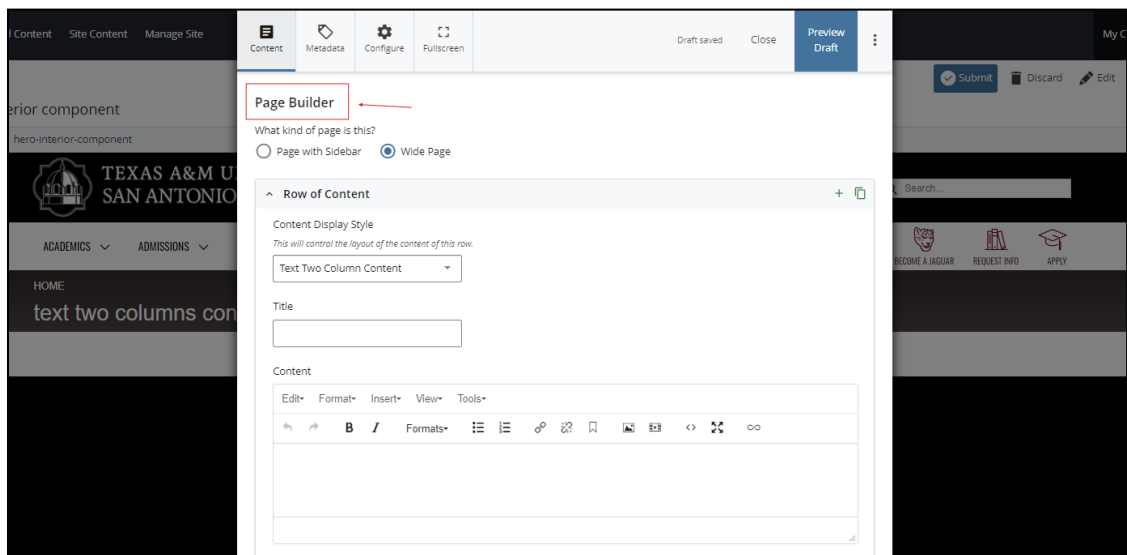 Content Site Content Manage Site
Content Metadata Configure Fullscreen
Draft saved Close Preview Draft
My C
Submit Discard Edit
erior component
hero-interior-component
Page Builder
What kind of page is this?
Page with Sidebar Wide Page
TEXAS A&M U
SAN ANTONIO
Search...
Row of Content
Content Display Style
This will control the layout of the content of this row.
Text Two Column Content
ACADEMICS ADMISSIONS
BECOME A JAGUAR REQUEST INFO APPLY
HOME
text two columns con
Title
Content
Edit Format Insert View Tools
B I Formats